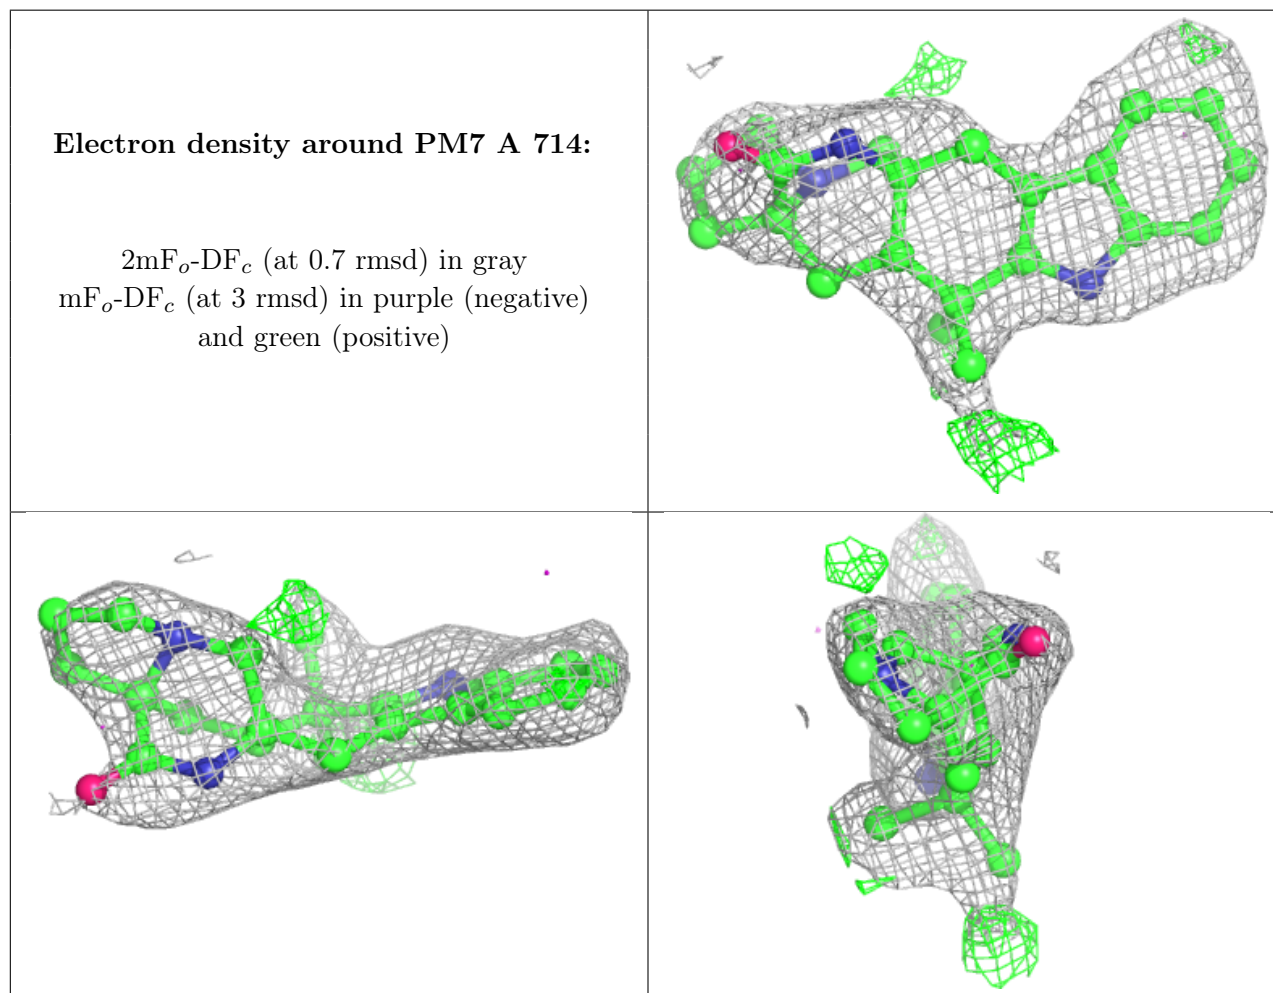 Electron density around PM7 A 714:
2mFo-DFc (at 0.7 rmsd) in gray
mFo-DFc (at 3 rmsd) in purple (negative)
and green (positive)